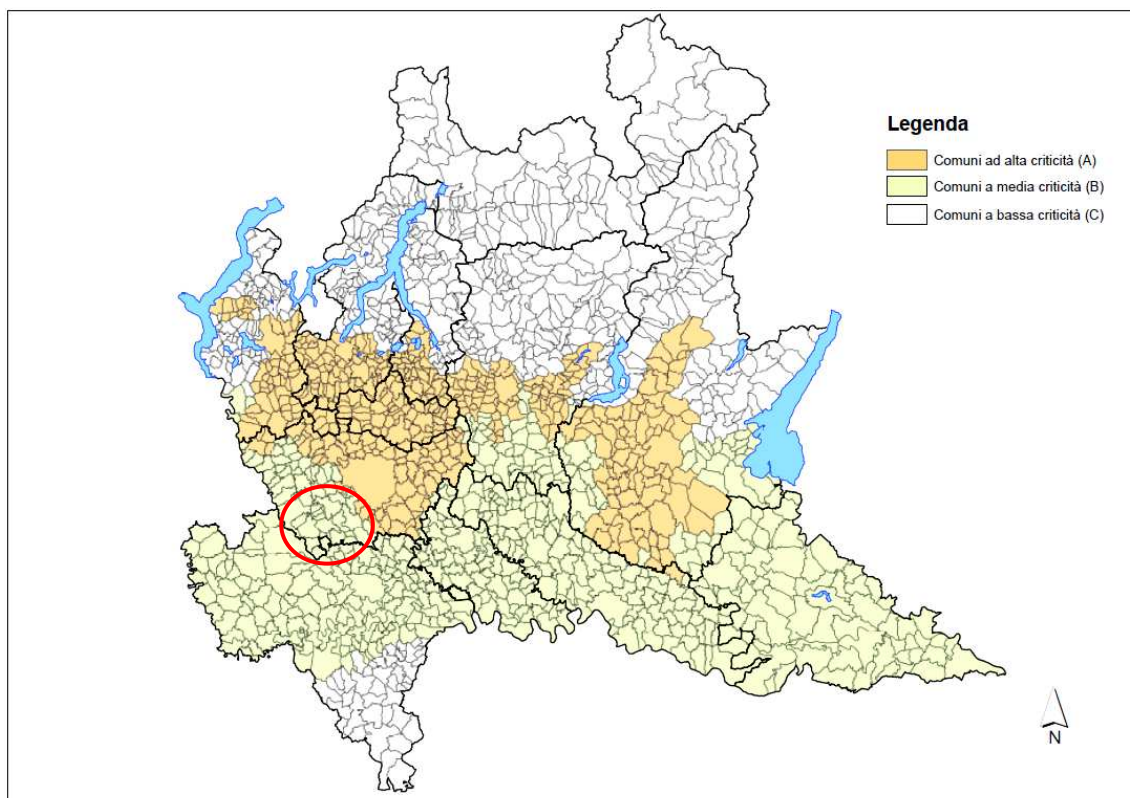 Legenda
Comuni ad alta criticità (A)
Comuni a media criticità (B)
Comuni a bassa criticità (C)
N